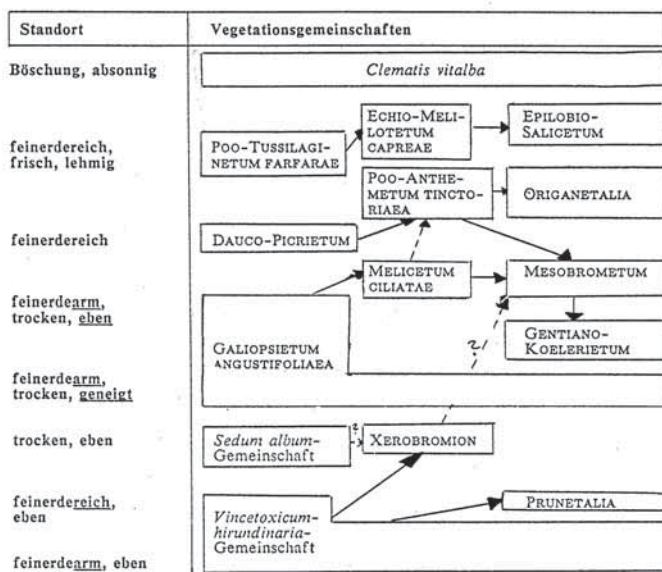 Standort
Vegetationsgemeinschaften
Böschung, absonnig
Clematis vitalba
feinerdereich,
frisch, lehmig
POO-TUSSILAGI-
NETUM FARFARAE
ECHIO-MELI-
LOTETUM
CAPREAE
EPILOBIO-
SALICETUM
POO-ANTHE-
METUM TINCTO-
RIAEA
ORIGANETALIA
feinerdereich
DAUCO-PICRIETUM
MELICETUM
CILIATAE
MESOBROMETUM
feinerdearm,
trocken, eben
GALIOPSIETUM
ANGUSTIFOLIAEA
?
GENTIANO-
KOELERIETUM
feinerdearm,
trocken, geneigt
trocken, eben
Sedum album-
Gemeinschaft
?
XEROBROMION
feinerdereich,
eben
Vincetoxicum-
hirundinaria-
Gemeinschaft
PRUNETALIA
feinerdearm, eben